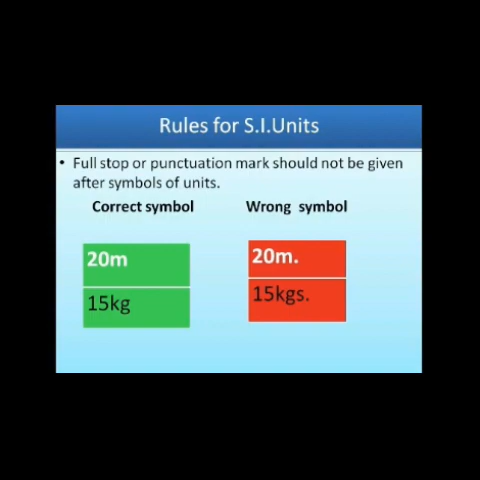 Rules for S.I.Units
• Full stop or punctuation mark should not be given
after symbols of units.
Correct symbol Wrong symbol
20m 20m.
15kg 15kgs.